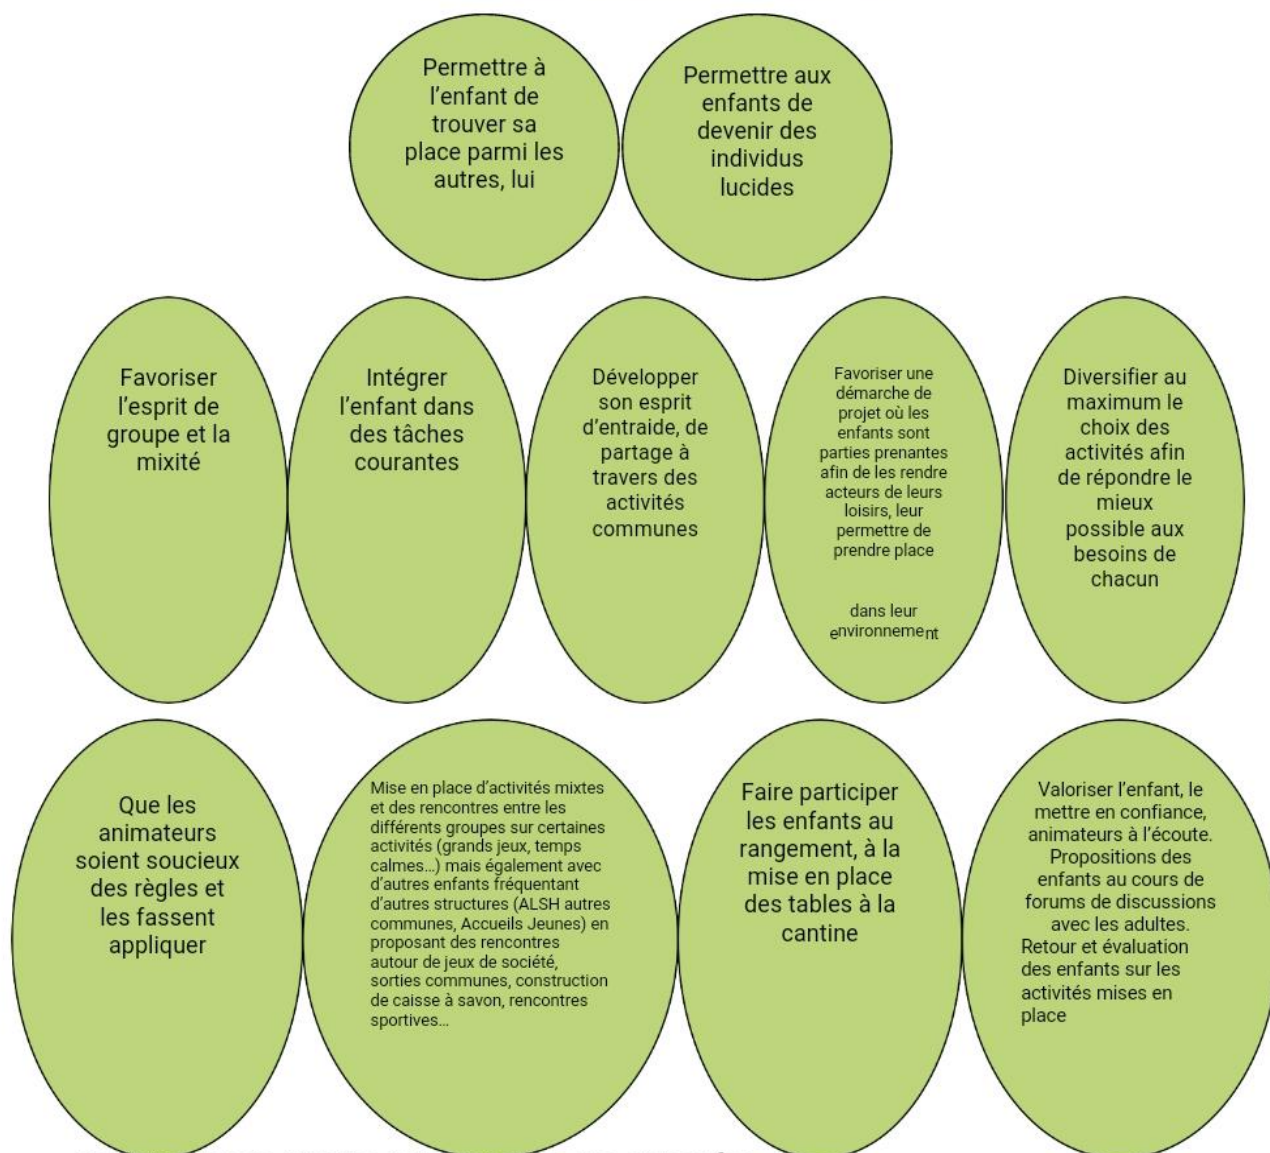 Permettre à
l'enfant de
trouver sa
place parmi les
autres, lui
Permettre aux
enfants de
devenir des
individus
lucides
Favoriser
l'esprit de
groupe et la
mixité
Intégrer
l'enfant dans
des tâches
courantes
Développer
son esprit
d'entraide, de
partage à
travers des
activités
communes
Favoriser une
démarche de
projet où les
enfants sont
parties prenantes
afin de les rendre
acteurs de leurs
loisirs, leur
permettre de
prendre place
dans leur
environnement
Diversifier au
maximum le
choix des
activités afin
de répondre le
mieux
possible aux
besoins de
chacun
Que les
animateurs
soient soucieux
des règles et
les fassent
appliquer
Mise en place d'activités mixtes
et des rencontres entre les
différents groupes sur certaines
activités (grands jeux, temps
calmes…) mais également avec
d'autres enfants fréquentant
d'autres structures (ALSH autres
communes, Accueils Jeunes) en
proposant des rencontres
autour de jeux de société,
sorties communes, construction
de caisse à savon, rencontres
sportives…
Faire participer
les enfants au
rangement, à la
mise en place
des tables à la
cantine
Valoriser l'enfant, le
mettre en confiance,
animateurs à l'écoute.
Propositions des
enfants au cours de
forums de discussions
avec les adultes.
Retour et évaluation
des enfants sur les
activités mises en
place